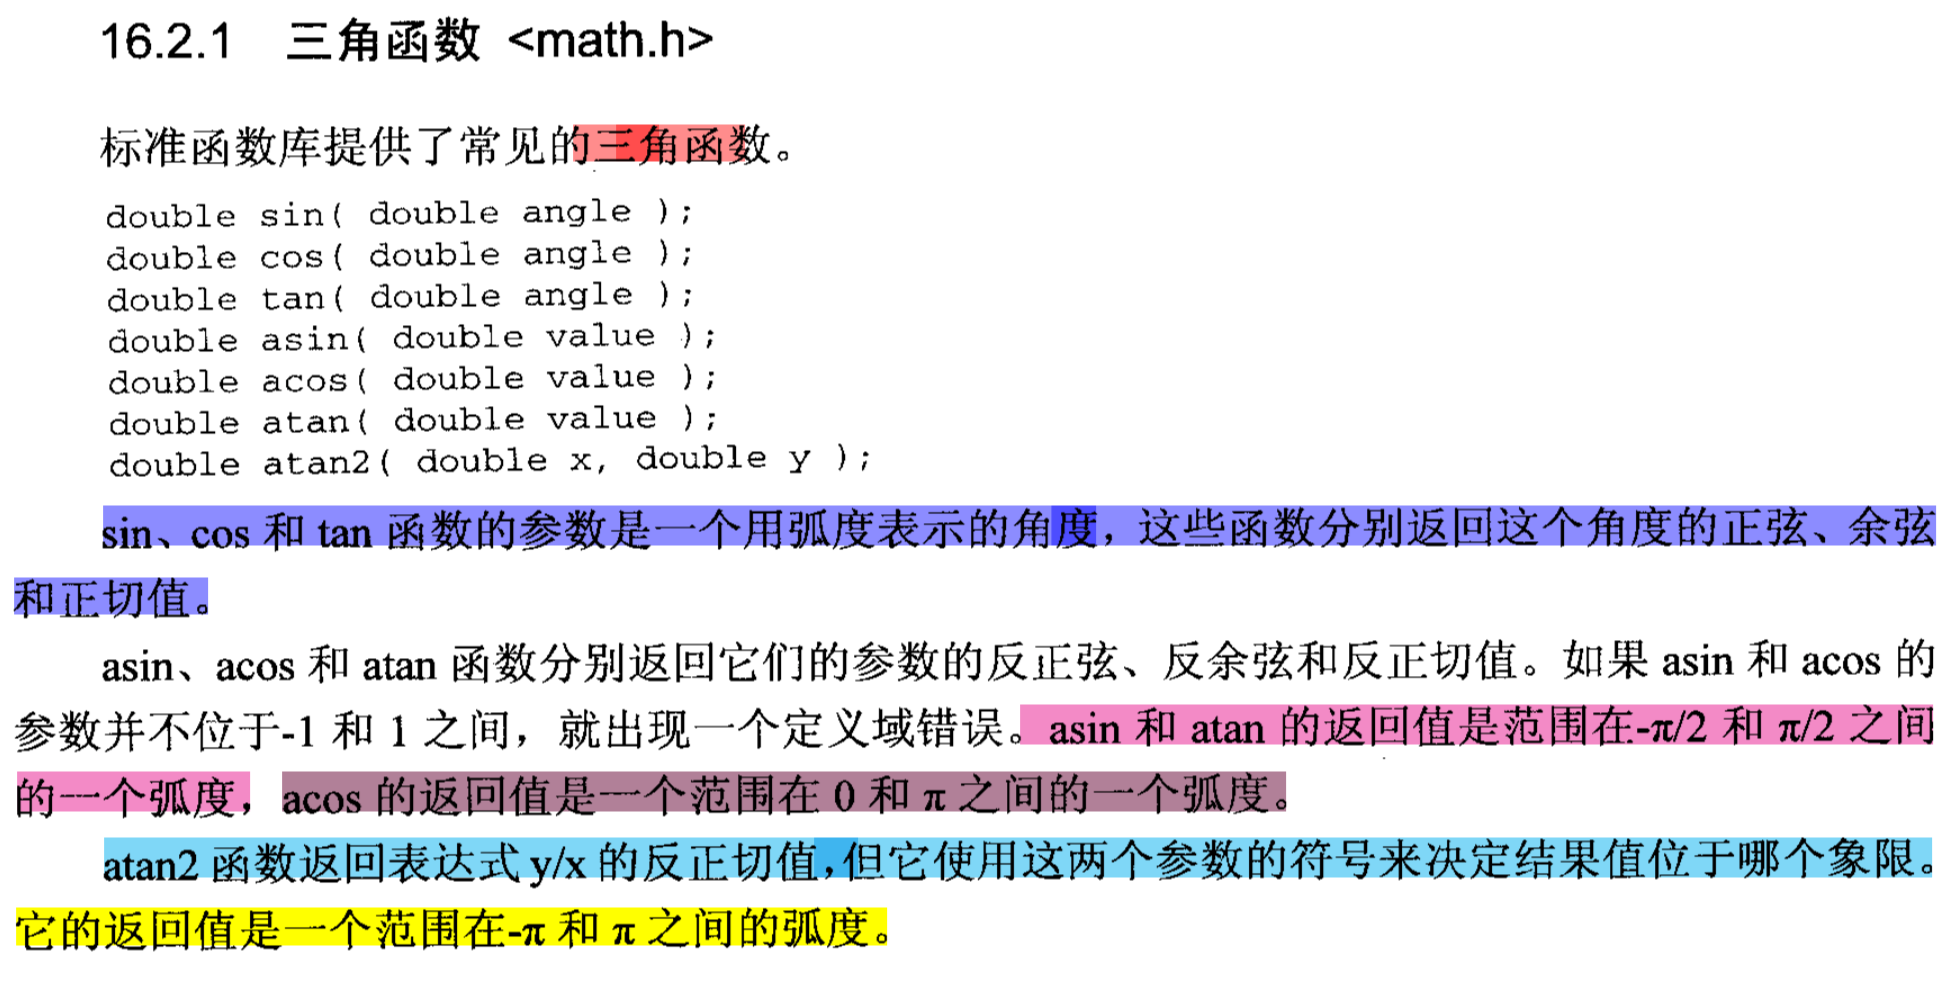 16.2.1 三角函数 <math.h>
标准函数库提供了常见的三角函数。
double sin( double angle );
double cos( double angle );
double tan( double angle );
double asin( double value );
double acos( double value );
double atan( double value );
double atan2( double x, double y );
sin、cos 和 tan 函数的参数是一个用弧度表示的角度，这些函数分别返回这个角度的正弦、余弦
和正切值。
asin、acos 和 atan 函数分别返回它们的参数的反正弦、反余弦和反正切值。如果 asin 和 acos 的
参数并不位于-1 和 1 之间，就出现一个定义域错误。asin 和 atan 的返回值是范围在-π/2 和 π/2 之间
的一个弧度，acos 的返回值是一个范围在 0 和 π 之间的一个弧度。
atan2 函数返回表达式 y/x 的反正切值，但它使用这两个参数的符号来决定结果值位于哪个象限。
它的返回值是一个范围在-π 和 π 之间的弧度。